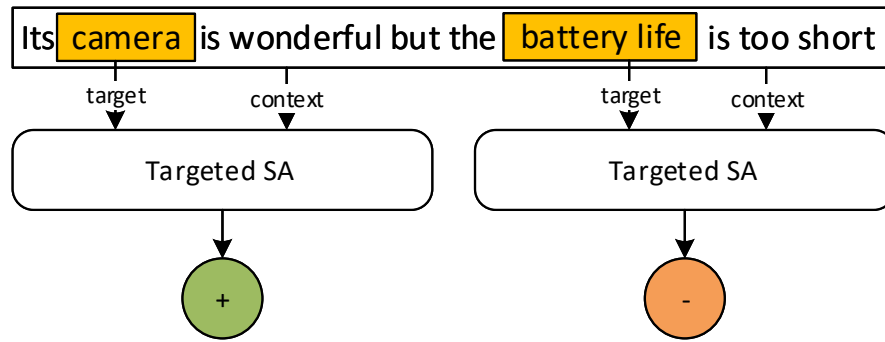 Its camera is wonderful but the battery life is too short
target context target context
Targeted SA Targeted SA
+ -